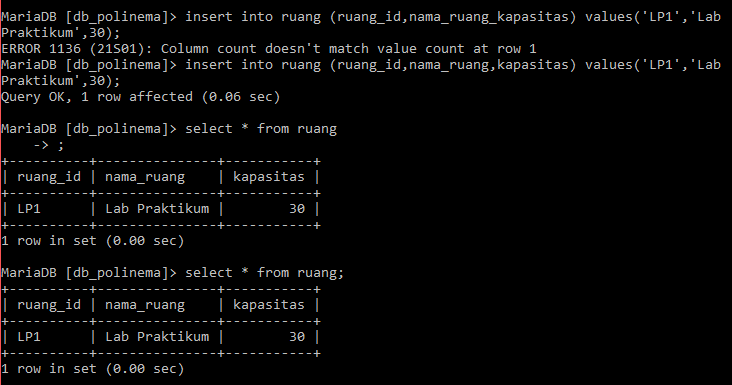 MariaDB [db_polinema]> insert into ruang (ruang_id,nama_ruang_kapasitas) values('LP1','Lab
Praktikum',30);
ERROR 1136 (21S01): Column count doesn't match value count at row 1
MariaDB [db_polinema]> insert into ruang (ruang_id,nama_ruang,kapasitas) values('LP1','Lab
Praktikum',30);
Query OK, 1 row affected (0.06 sec)

MariaDB [db_polinema]> select * from ruang
    -> ;
+----------+---------------+-----------+
| ruang_id | nama_ruang    | kapasitas |
+----------+---------------+-----------+
| LP1      | Lab Praktikum |        30 |
+----------+---------------+-----------+
1 row in set (0.00 sec)

MariaDB [db_polinema]> select * from ruang;
+----------+---------------+-----------+
| ruang_id | nama_ruang    | kapasitas |
+----------+---------------+-----------+
| LP1      | Lab Praktikum |        30 |
+----------+---------------+-----------+
1 row in set (0.00 sec)